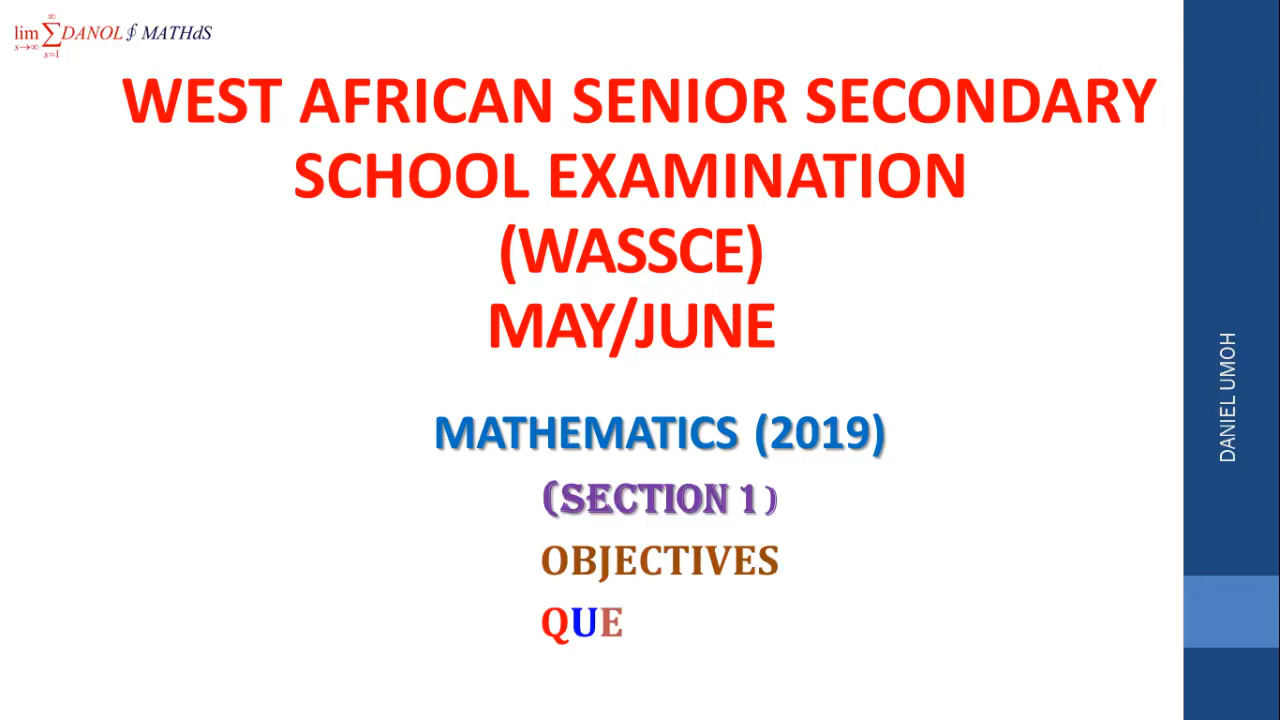 lim s→∞ ∑ s=1 ∞ DANOL ∮ MATHdS
WEST AFRICAN SENIOR SECONDARY
SCHOOL EXAMINATION
(WASSCE)
MAY/JUNE
MATHEMATICS (2019)
(SECTION 1)
OBJECTIVES
QUE
DANIEL UMOH